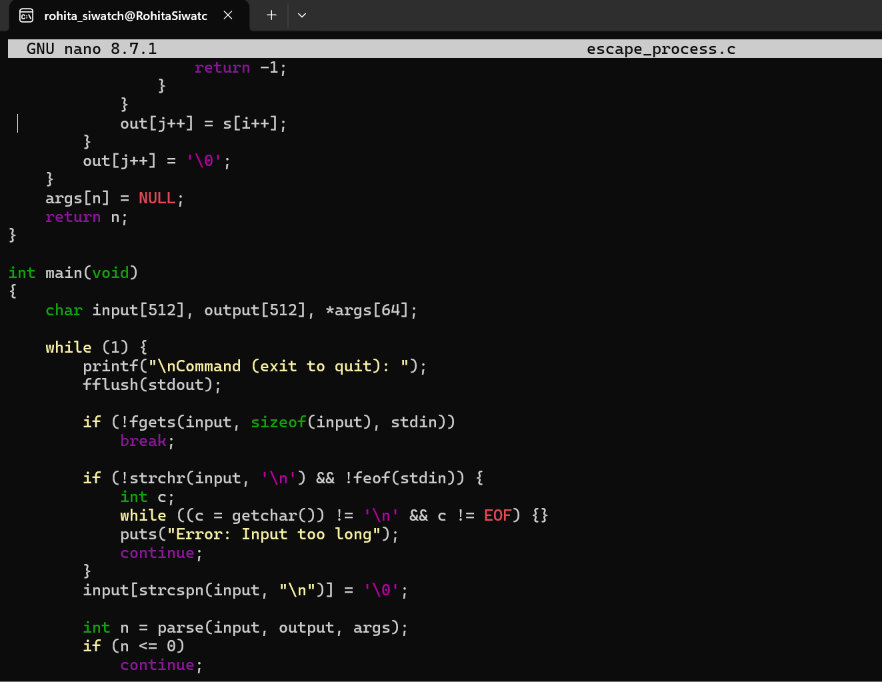 rohita_siwatch@RohitaSiwatc
GNU nano 8.7.1 escape_process.c
                    return -1;
                }
            }
            out[j++] = s[i++];
        }
        out[j++] = '\0';
    }
    args[n] = NULL;
    return n;
}

int main(void)
{
    char input[512], output[512], *args[64];

    while (1) {
        printf("\nCommand (exit to quit): ");
        fflush(stdout);

        if (!fgets(input, sizeof(input), stdin))
            break;

        if (!strchr(input, '\n') && !feof(stdin)) {
            int c;
            while ((c = getchar()) != '\n' && c != EOF) {}
            puts("Error: Input too long");
            continue;
        }
        input[strcspn(input, "\n")] = '\0';

        int n = parse(input, output, args);
        if (n <= 0)
            continue;